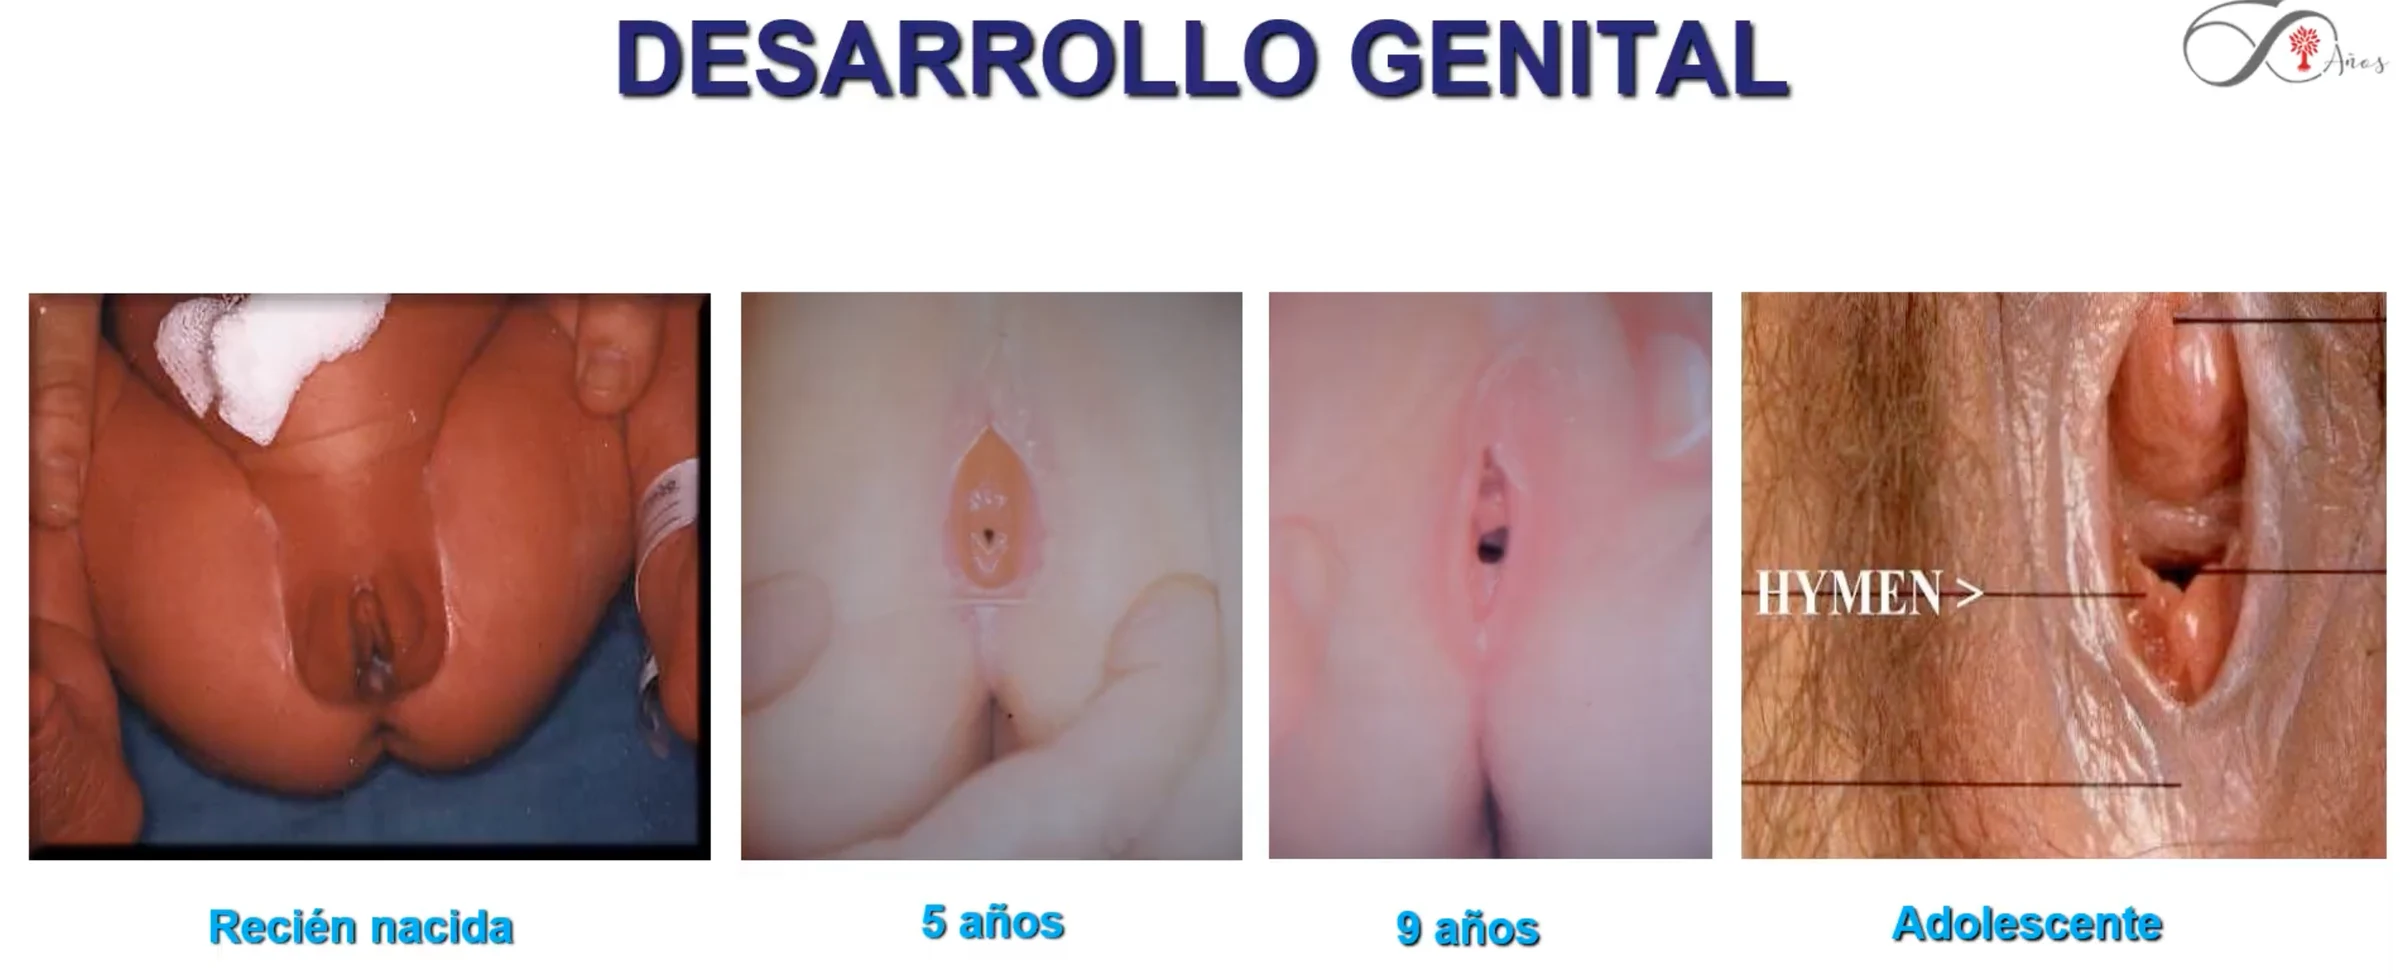 DESARROLLO GENITAL
Años
HYMEN >
Recién nacida
5 años
9 años
Adolescente